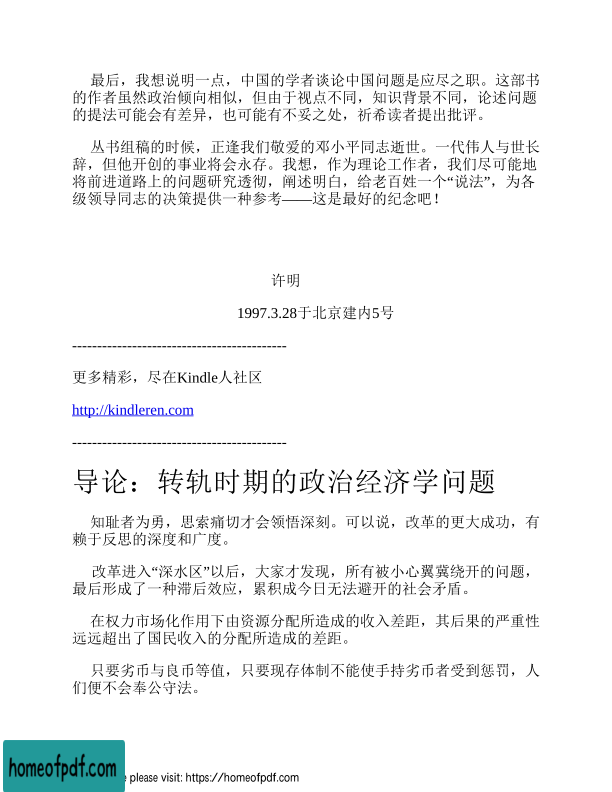 最后，我想说明一点，中国的学者谈论中国问题是应尽之职。这部书
的作者虽然政治倾向相似，但由于视点不同，知识背景不同，论述问题
的提法可能会有差异，也可能有不妥之处，祈希读者提出批评。
丛书组稿的时候，正逢我们敬爱的邓小平同志逝世。一代伟人与世长
辞，但他开创的事业将会永存。我想，作为理论工作者，我们尽可能地
将前进道路上的问题研究透彻，阐述明白，给老百姓一个“说法”，为各
级领导同志的决策提供一种参考——这是最好的纪念吧！
许明
1997.3.28于北京建内5号
-------------------------------------------
更多精彩，尽在Kindle人社区
http://kindleren.com
-------------------------------------------
导论：转轨时期的政治经济学问题
知耻者为勇，思索痛切才会领悟深刻。可以说，改革的更大成功，有
赖于反思的深度和广度。
改革进入“深水区”以后，大家才发现，所有被小心翼冀绕开的问题，
最后形成了一种滞后效应，累积成今日无法避开的社会矛盾。
在权力市场化作用下由资源分配所造成的收入差距，其后果的严重性
远远超出了国民收入的分配所造成的差距。
只要劣币与良币等值，只要现存体制不能使手持劣币者受到惩罚，人
们便不会奉公守法。
homeofpdf.com
e please visit: https://homeofpdf.com